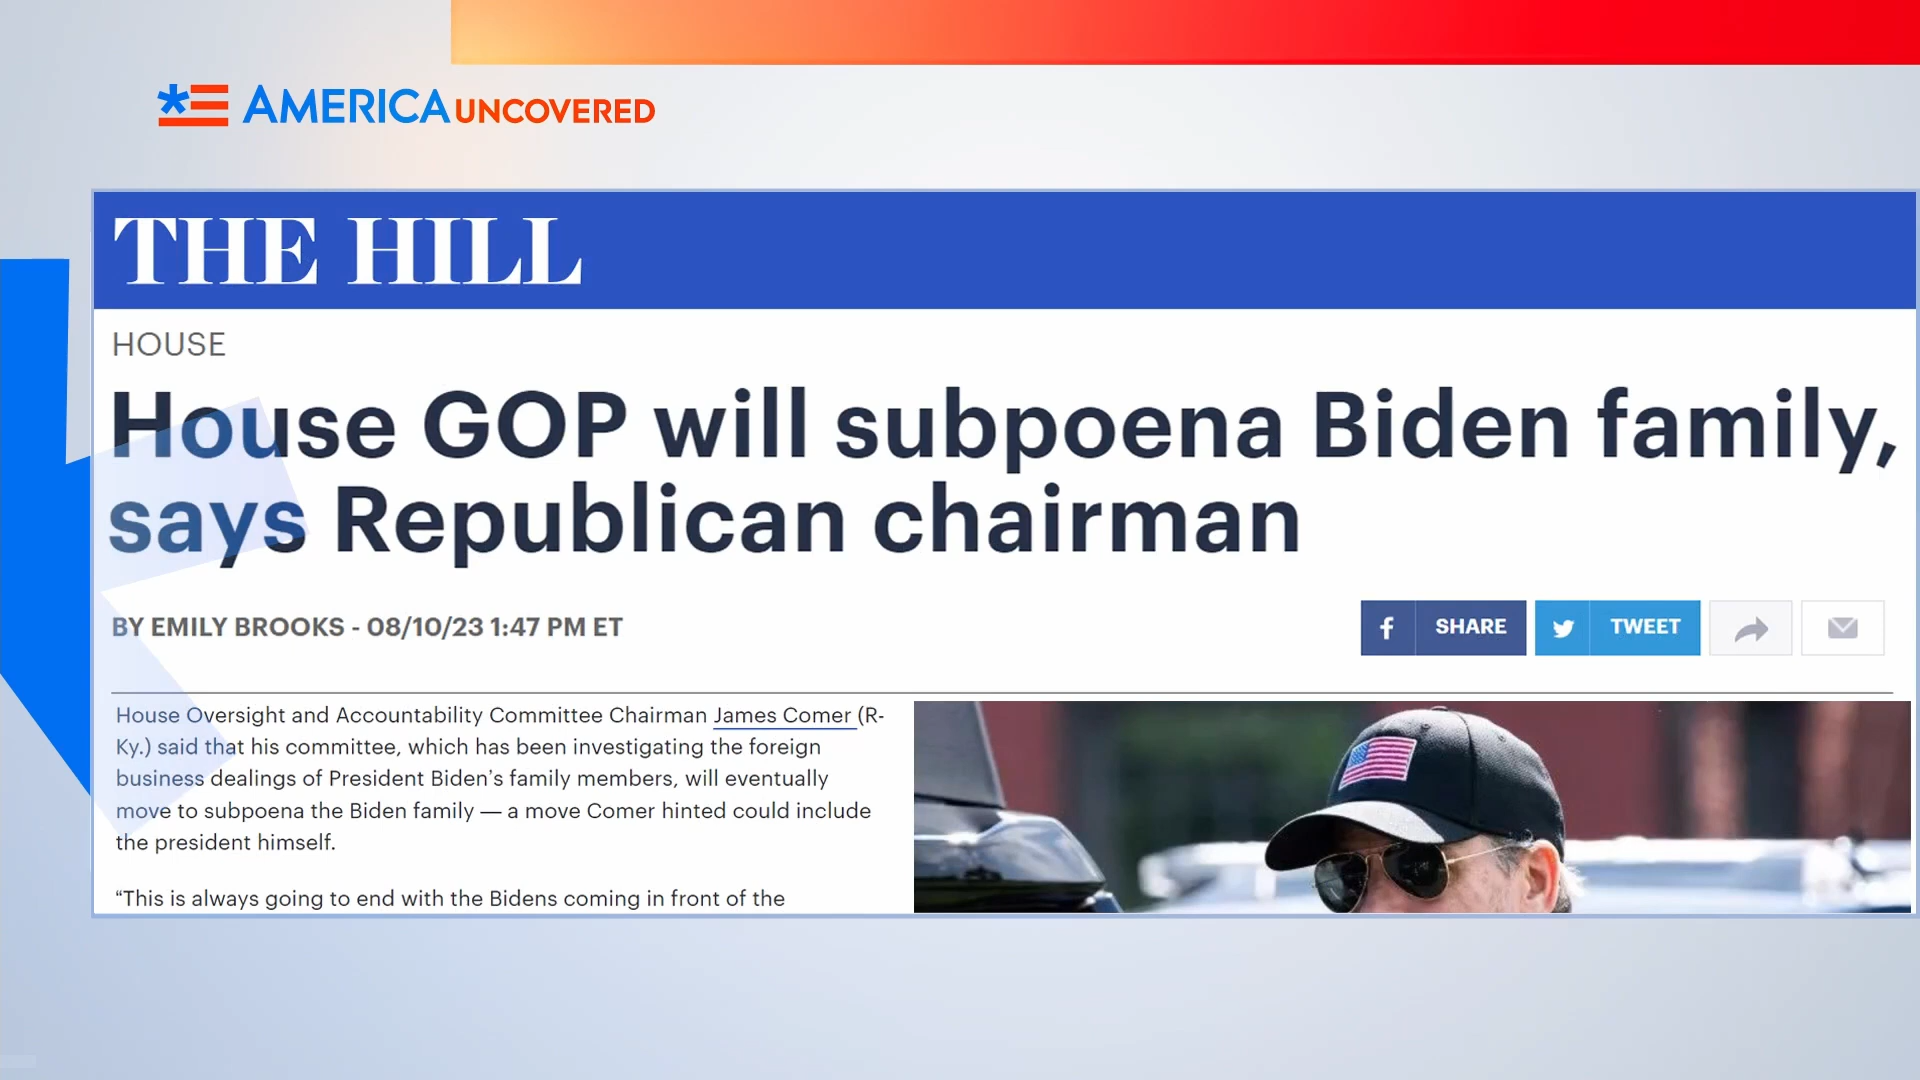 AMERICA UNCOVERED
THE HILL
HOUSE
House GOP will subpoena Biden family,
says Republican chairman
BY EMILY BROOKS - 08/10/23 1:47 PM ET
SHARE
TWEET
House Oversight and Accountability Committee Chairman James Comer (R-
Ky.) said that his committee, which has been investigating the foreign
business dealings of President Biden's family members, will eventually
move to subpoena the Biden family — a move Comer hinted could include
the president himself.
“This is always going to end with the Bidens coming in front of the